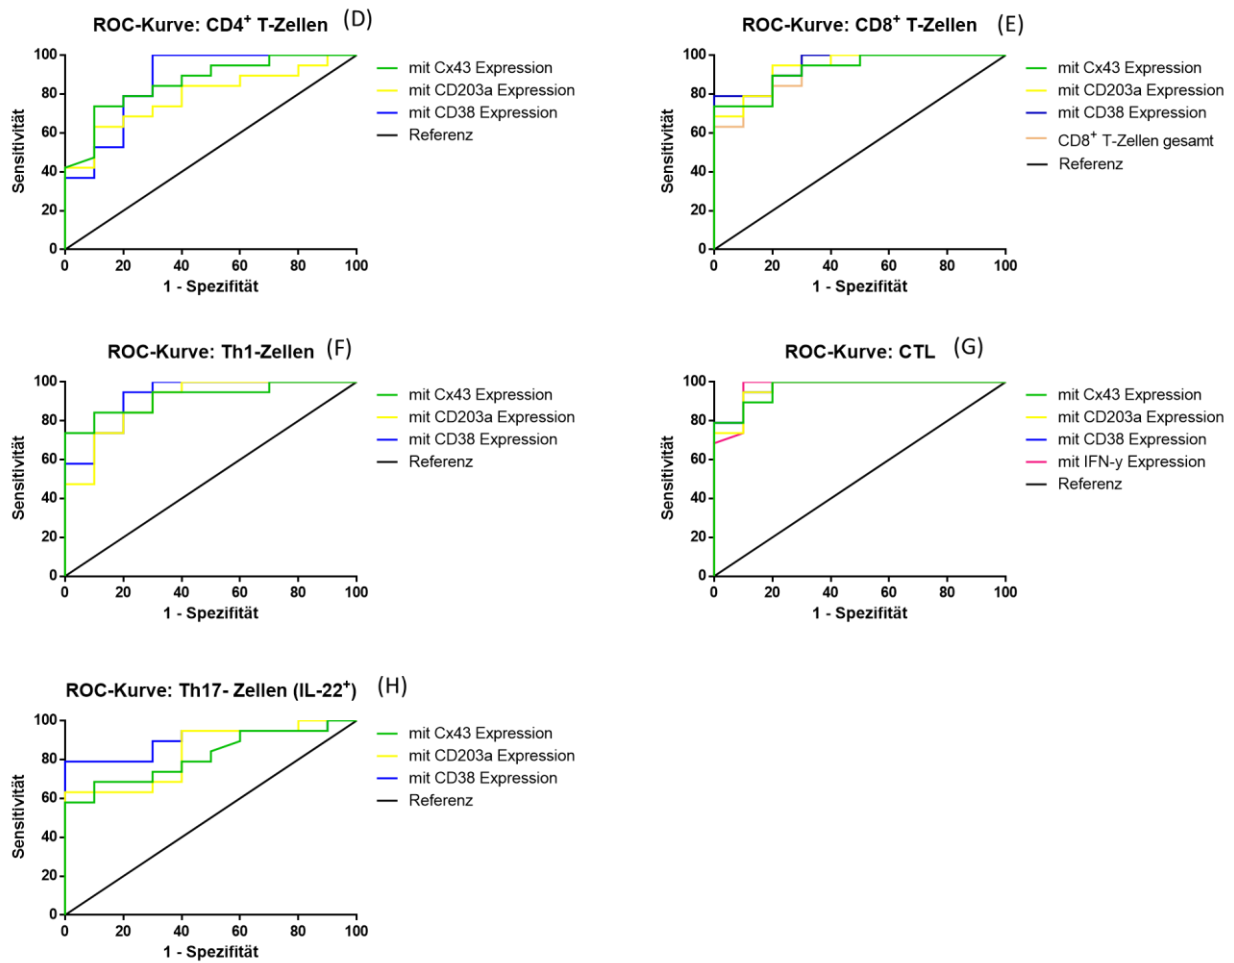 ROC-Kurve: CD4+ T-Zellen (D)
100
80
60
40
20
0
Sensitivität
0 20 40 60 80 100
1 - Spezifität
mit Cx43 Expression
mit CD203a Expression
mit CD38 Expression
Referenz
ROC-Kurve: CD8+ T-Zellen (E)
100
80
60
40
20
0
Sensitivität
0 20 40 60 80 100
1 - Spezifität
mit Cx43 Expression
mit CD203a Expression
mit CD38 Expression
CD8+ T-Zellen gesamt
Referenz
ROC-Kurve: Th1-Zellen (F)
100
80
60
40
20
0
Sensitivität
0 20 40 60 80 100
1 - Spezifität
mit Cx43 Expression
mit CD203a Expression
mit CD38 Expression
Referenz
ROC-Kurve: CTL (G)
100
80
60
40
20
0
Sensitivität
0 20 40 60 80 100
1 - Spezifität
mit Cx43 Expression
mit CD203a Expression
mit CD38 Expression
mit IFN-y Expression
Referenz
ROC-Kurve: Th17- Zellen (IL-22+) (H)
100
80
60
40
20
0
Sensitivität
0 20 40 60 80 100
1 - Spezifität
mit Cx43 Expression
mit CD203a Expression
mit CD38 Expression
Referenz